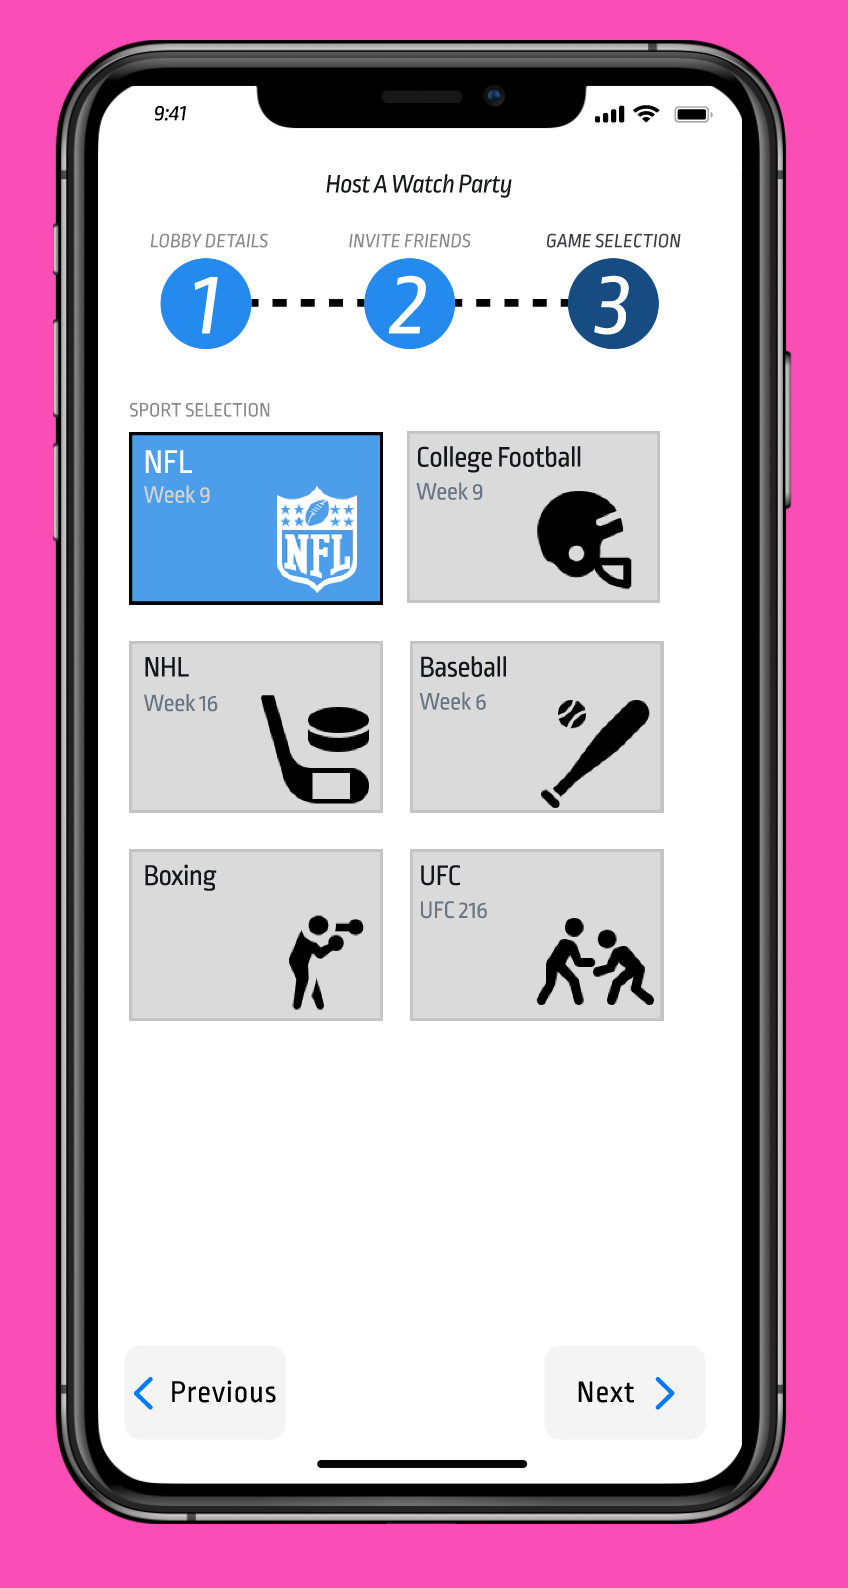 9:41
Host A Watch Party
LOBBY DETAILS INVITE FRIENDS GAME SELECTION
1 2 3
SPORT SELECTION
NFL
Week 9
NFL
College Football
Week 9
NHL
Week 16
Baseball
Week 6
Boxing
UFC
UFC 216
Previous
Next